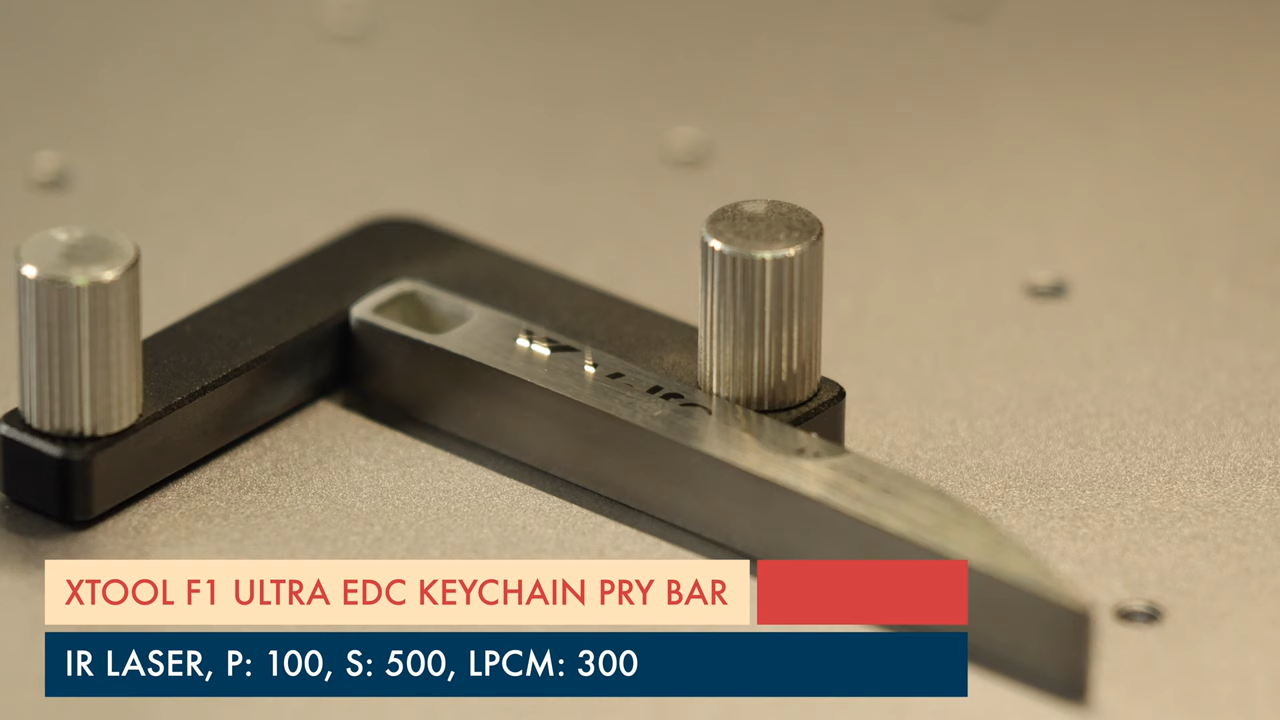 XTOOL F1 ULTRA EDC KEYCHAIN PRY BAR
IR LASER, P: 100, S: 500, LPCM: 300